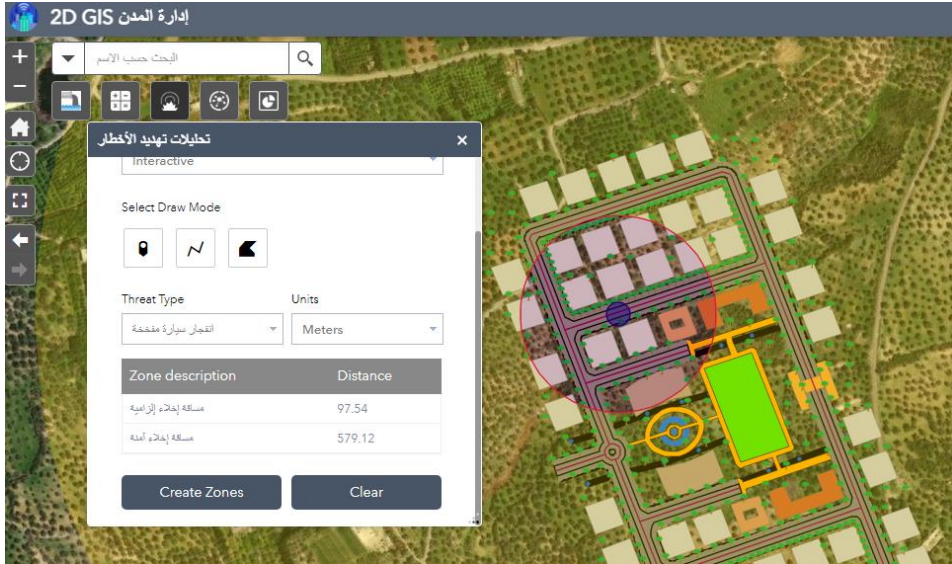 2D GIS إدارة المدن
البحث حسب الاسم
تحليلات تهديد الأخطار
Interactive
Select Draw Mode
Threat Type Units
انفجار سيارة مفخخة Meters
Zone description Distance
مسافة إخلاء إلزامية 97.54
مسافة إخلاء آمنة 579.12
Create Zones Clear